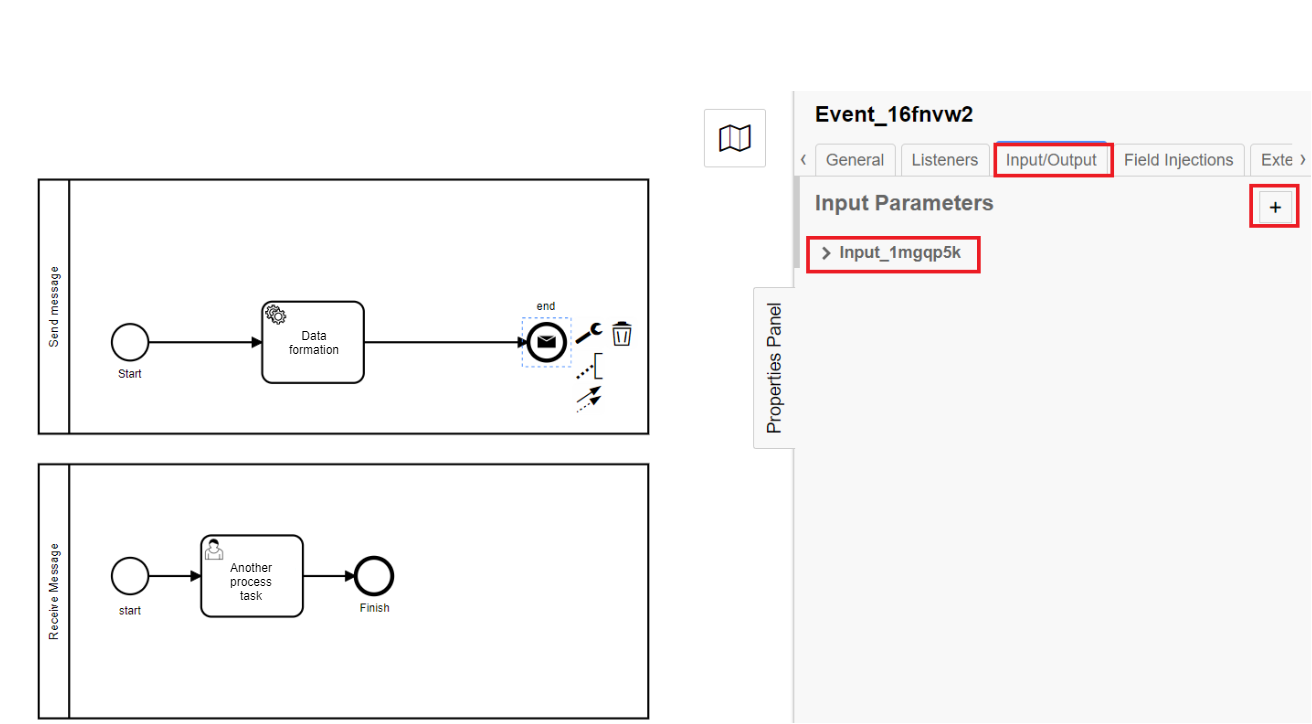 Event_16fnvw2
General
Listeners
Input/Output
Field Injections
Exte
Input Parameters
+
Input_1mgqp5k
Properties Panel
Send message
Start
Data
formation
end
Receive Message
start
Another
process
task
Finish